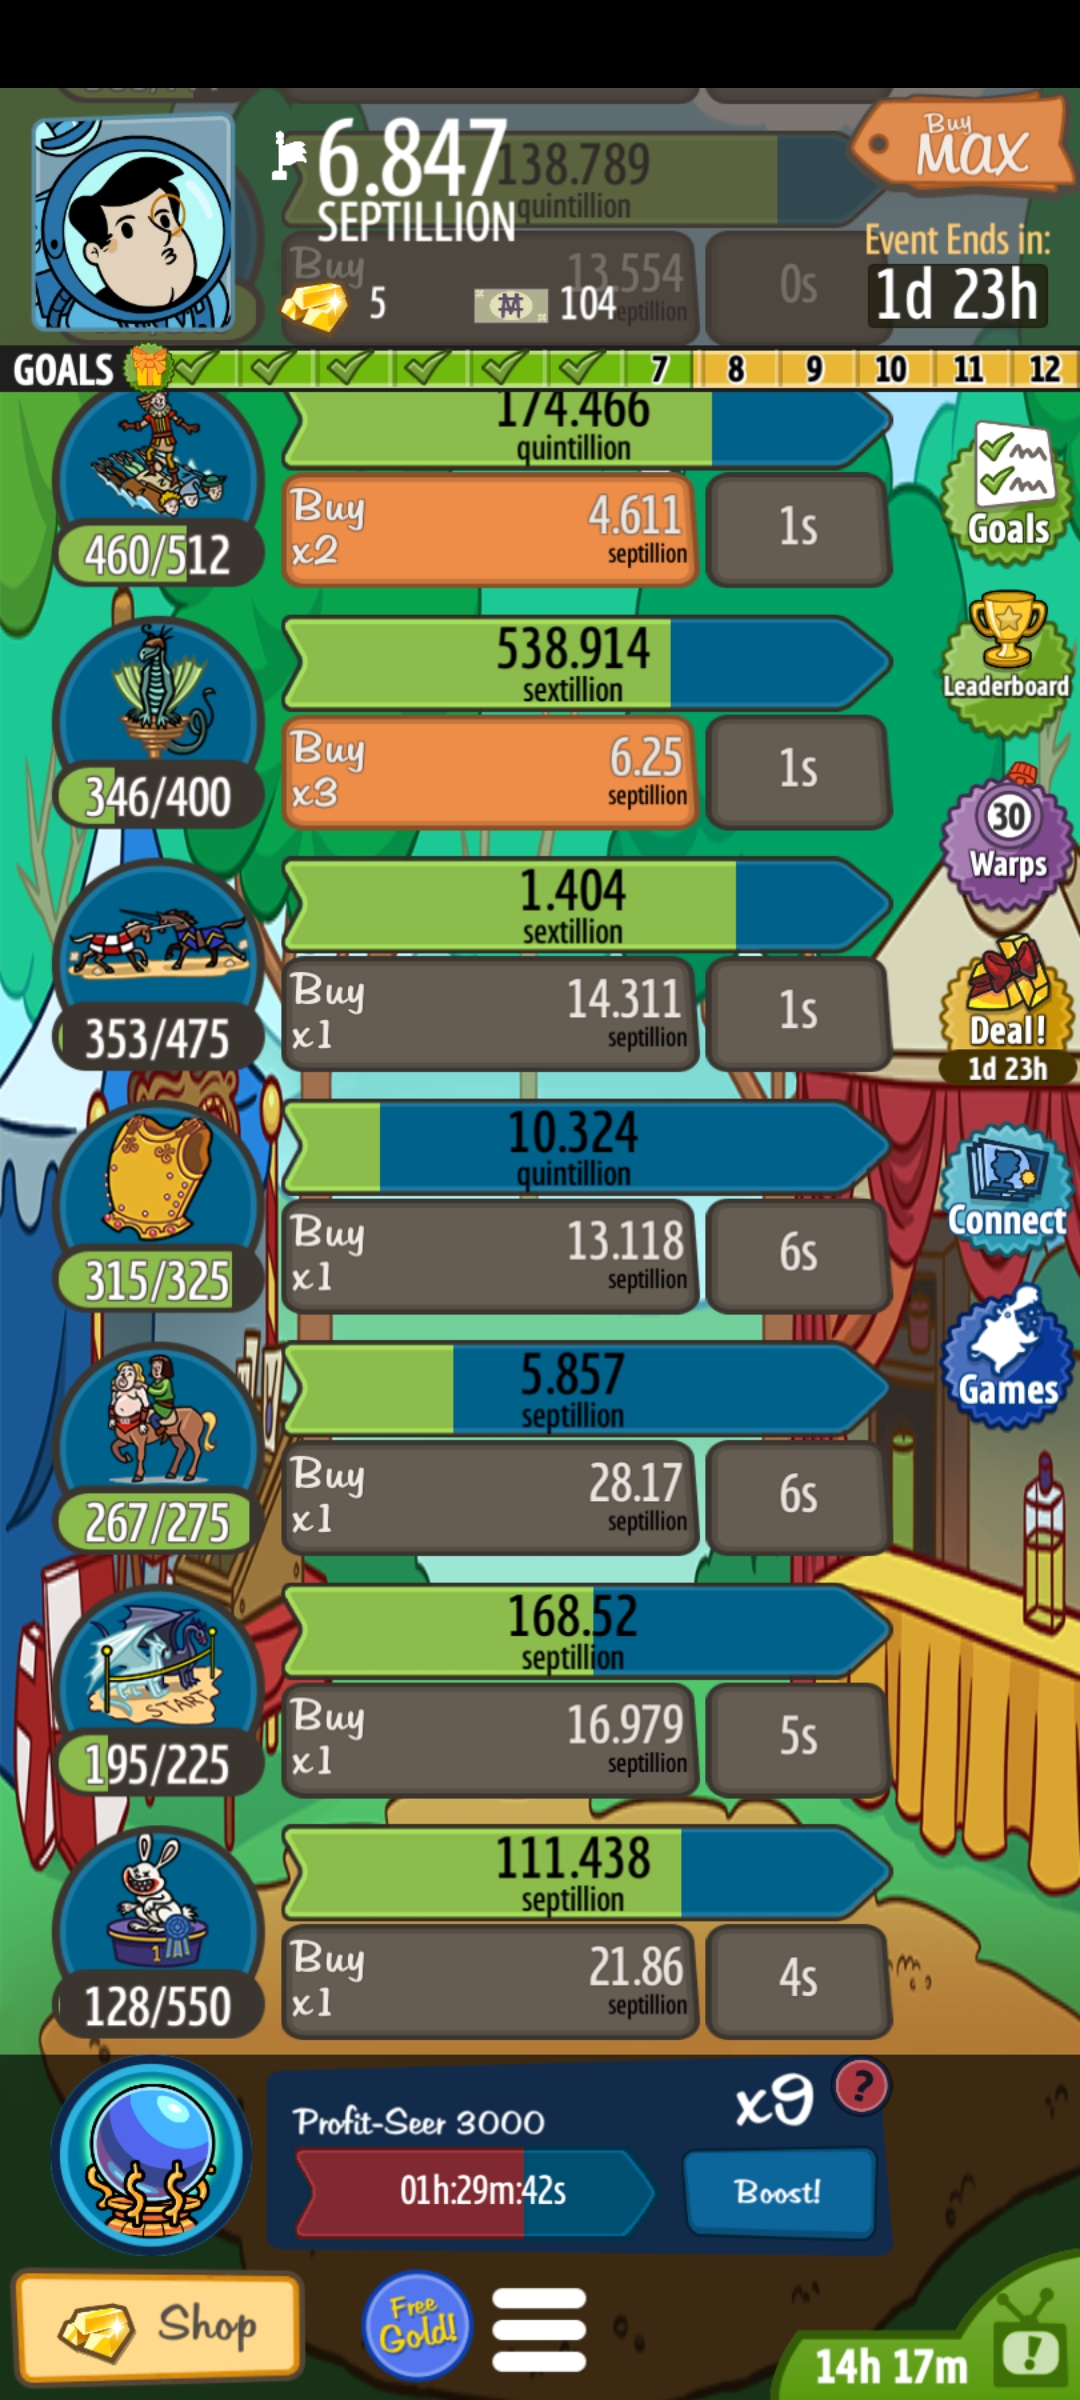 6.847
SEPTILLION
138.789
quintillion
Buy
13.554
septillion
0s
5
104
Buy
MAX
Event Ends in:
1d 23h
GOALS
7 8 9 10 11 12
174.466
quintillion
460/512
Buy
x2
4.611
septillion
1s
Goals
538.914
sextillion
346/400
Buy
x3
6.25
septillion
1s
Leaderboard
1.404
sextillion
353/475
Buy
x1
14.311
septillion
1s
30
Warps
Deal!
1d 23h
10.324
quintillion
315/325
Buy
x1
13.118
septillion
6s
Connect
5.857
septillion
267/275
Buy
x1
28.17
septillion
6s
Games
START
168.52
septillion
195/225
Buy
x1
16.979
septillion
5s
1
111.438
septillion
128/550
Buy
x1
21.86
septillion
4s
Profit-Seer 3000
x9
?
01h:29m:42s
Boost!
Shop
Free
Gold!
14h 17m
!